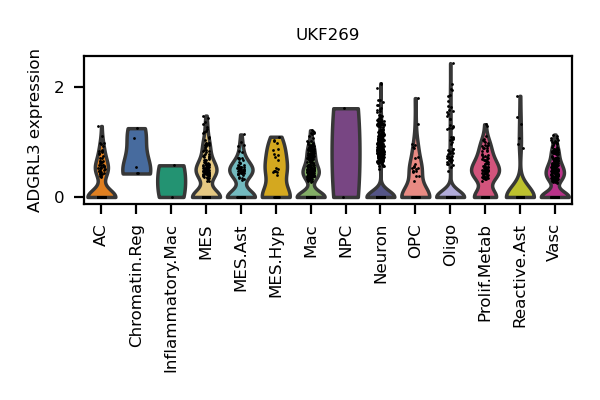 UKF269
ADGRL3 expression
2
0
AC
Chromatin.Reg
Inflammatory.Mac
MES
MES.Ast
MES.Hyp
Mac
NPC
Neuron
OPC
Oligo
Prolif.Metab
Reactive.Ast
Vasc